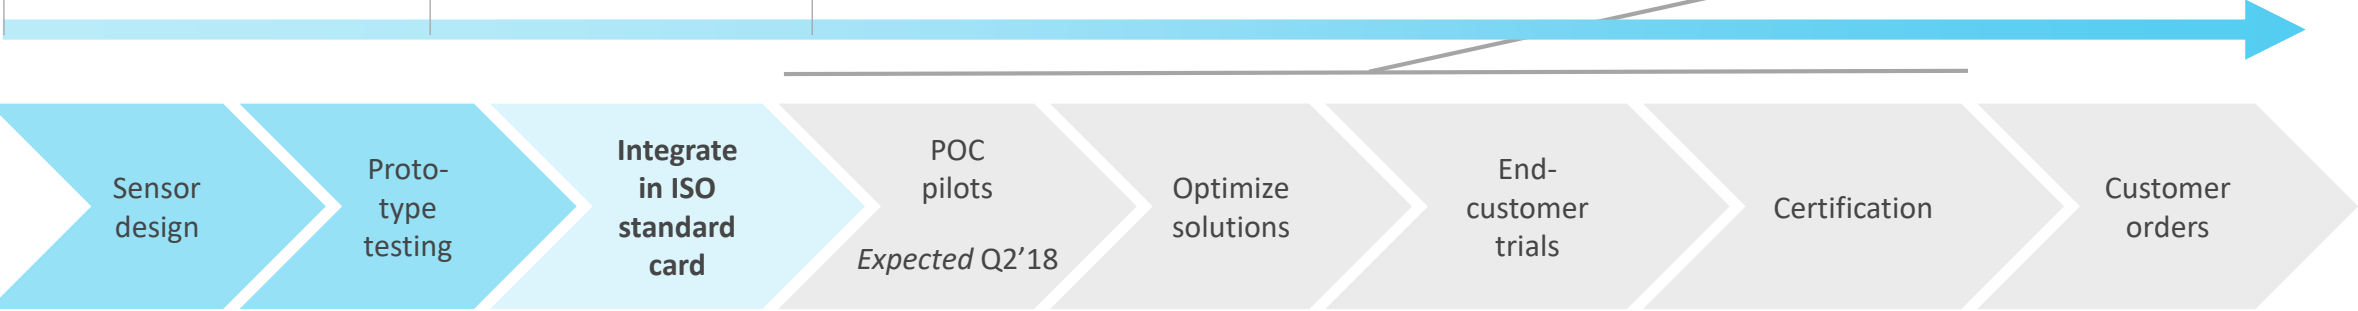 Sensor
design
Proto-
type
testing
Integrate
in ISO
standard
card
POC
pilots
Expected Q2’18
Optimize
solutions
End-
customer
trials
Certification
Customer
orders